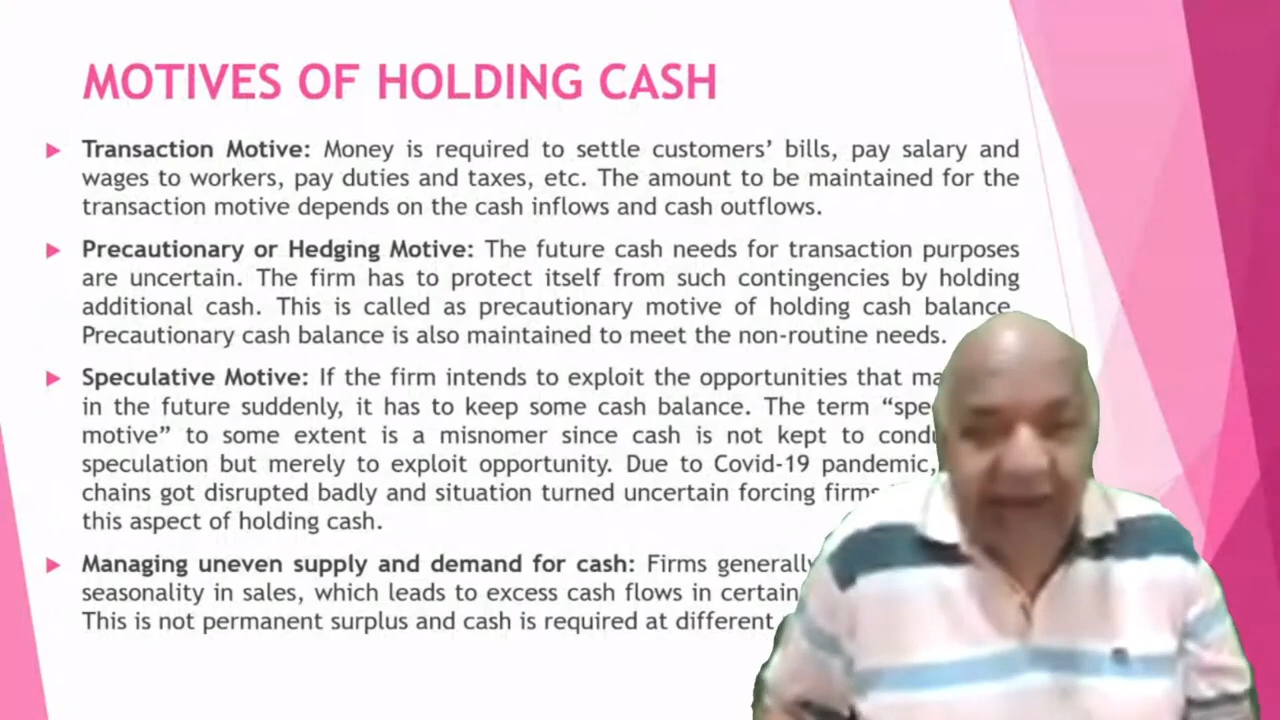 MOTIVES OF HOLDING CASH
Transaction Motive: Money is required to settle customers' bills, pay salary and
wages to workers, pay duties and taxes, etc. The amount to be maintained for the
transaction motive depends on the cash inflows and cash outflows.
Precautionary or Hedging Motive: The future cash needs for transaction purposes
are uncertain. The firm has to protect itself from such contingencies by holding
additional cash. This is called as precautionary motive of holding cash balance.
Precautionary cash balance is also maintained to meet the non-routine needs.
Speculative Motive: If the firm intends to exploit the opportunities that
in the future suddenly, it has to keep some cash balance. The term
motive” to some extent is a misnomer since cash is not kept to
speculation but merely to exploit opportunity. Due to Covid-19 pandemic,
chains got disrupted badly and situation turned uncertain forcing firms
this aspect of holding cash.
Managing uneven supply and demand for cash: Firms generally
seasonality in sales, which leads to excess cash flows in certain
This is not permanent surplus and cash is required at different